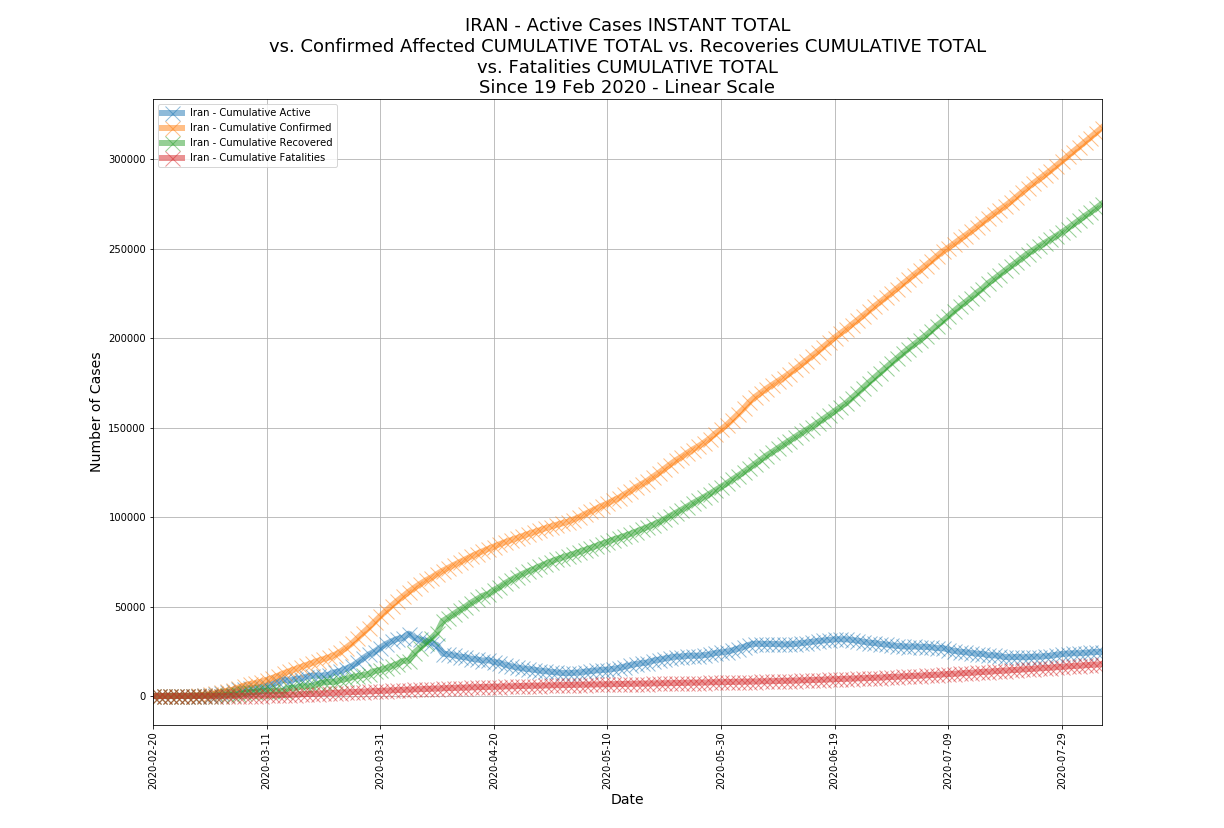 IRAN - Active Cases INSTANT TOTAL
vs. Confirmed Affected CUMULATIVE TOTAL vs. Recoveries CUMULATIVE TOTAL
vs. Fatalities CUMULATIVE TOTAL
Since 19 Feb 2020 - Linear Scale
Iran - Cumulative Active
Iran - Cumulative Confirmed
Iran - Cumulative Recovered
Iran - Cumulative Fatalities
Number of Cases
300000
250000
200000
150000
100000
50000
0
2020-02-20
2020-03-11
2020-03-31
2020-04-20
2020-05-10
2020-05-30
2020-06-19
2020-07-09
2020-07-29
Date